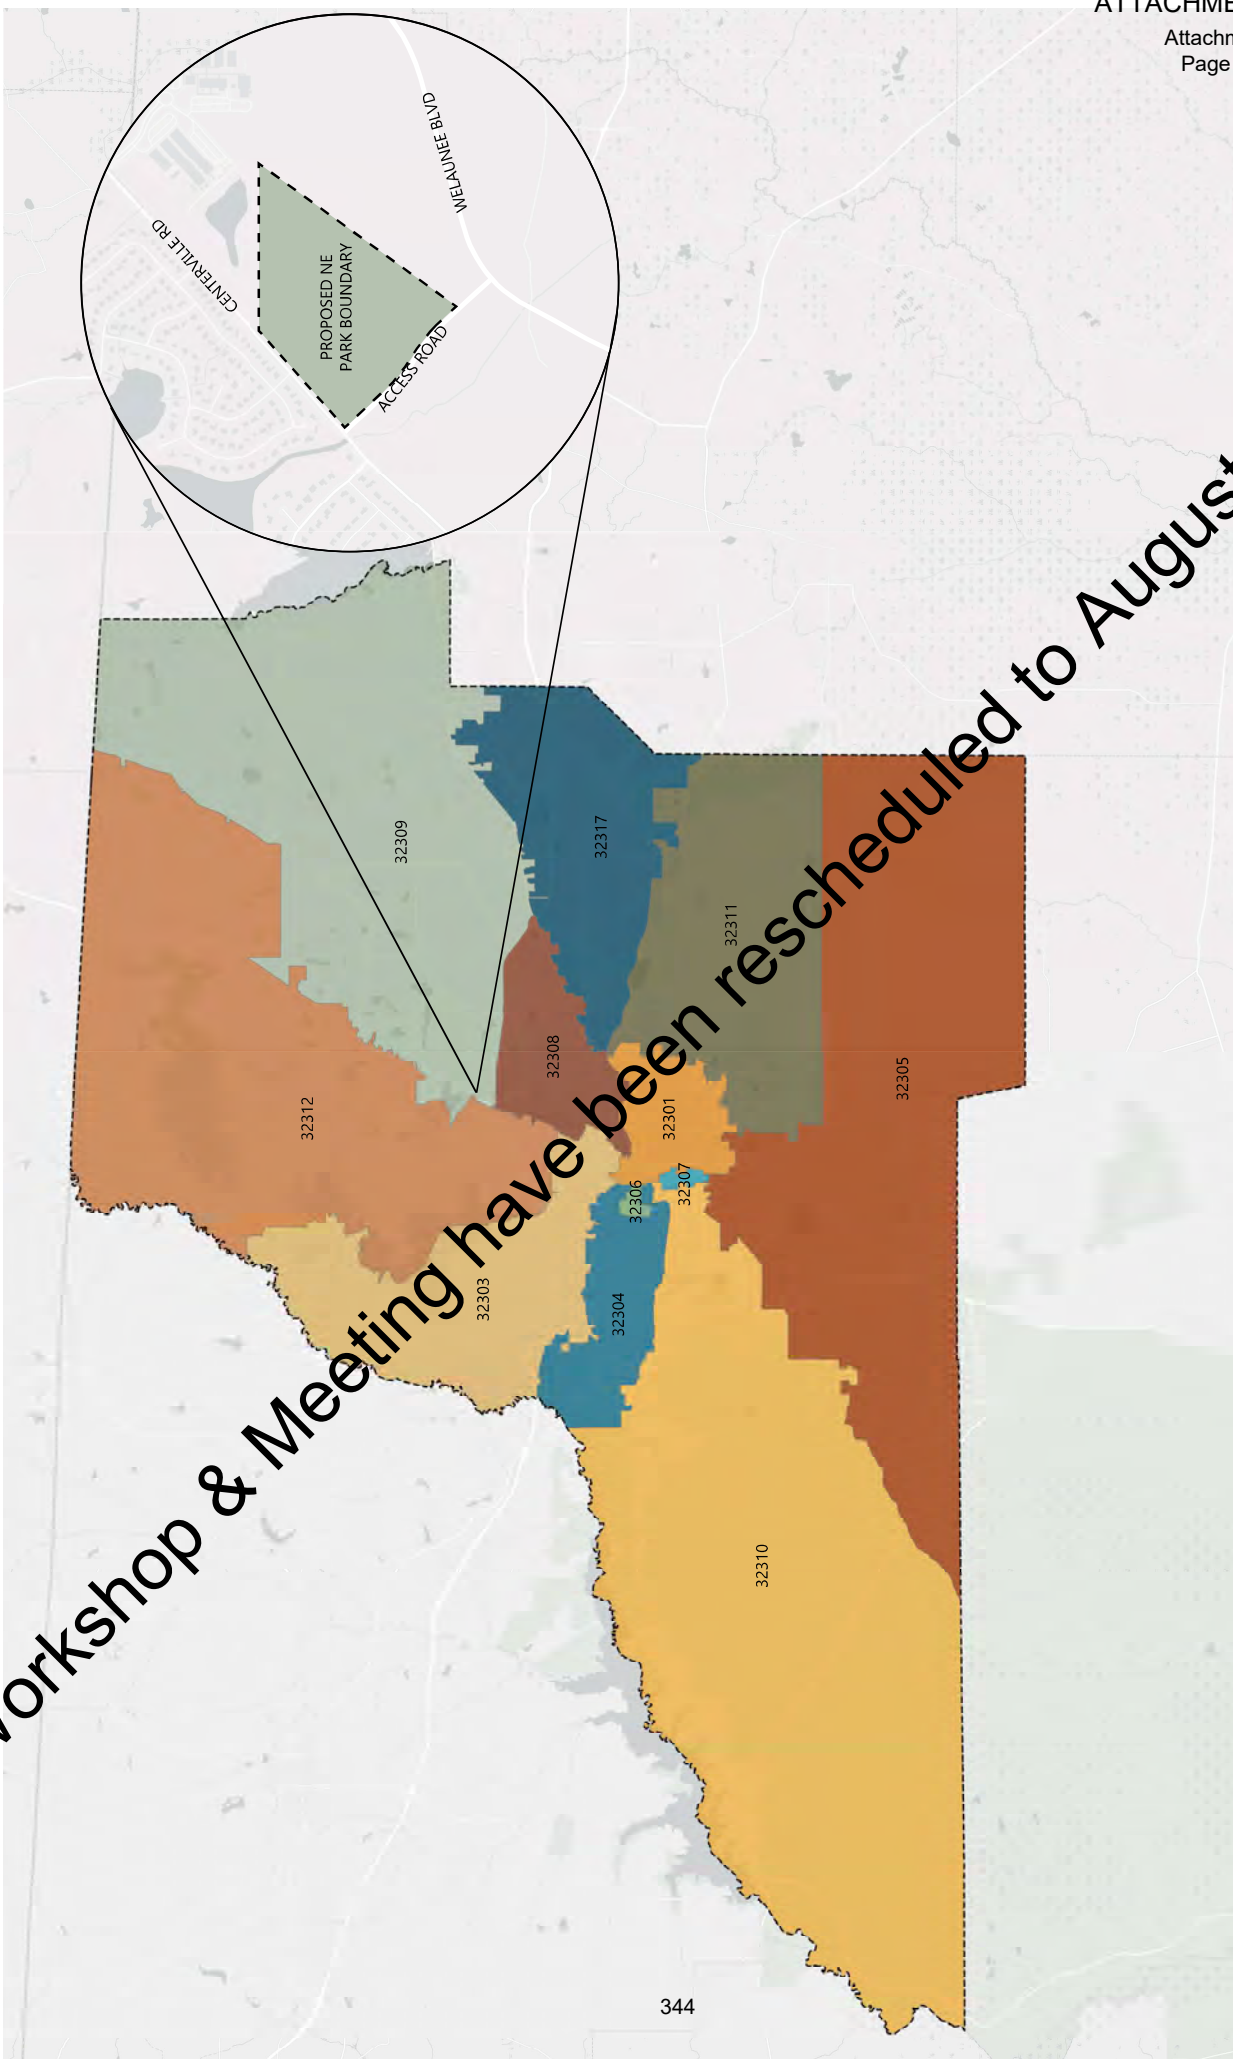 Attachm
Page
WELAUNEE BLVD
CENTERVILLE RD
PROPOSED NE
PARK BOUNDARY
ACCESS ROAD
32309
32317
32311
32308
32305
32312
32301
32307
32306
32303
32304
32310
orkshop & Meeting have been rescheduled to August
344